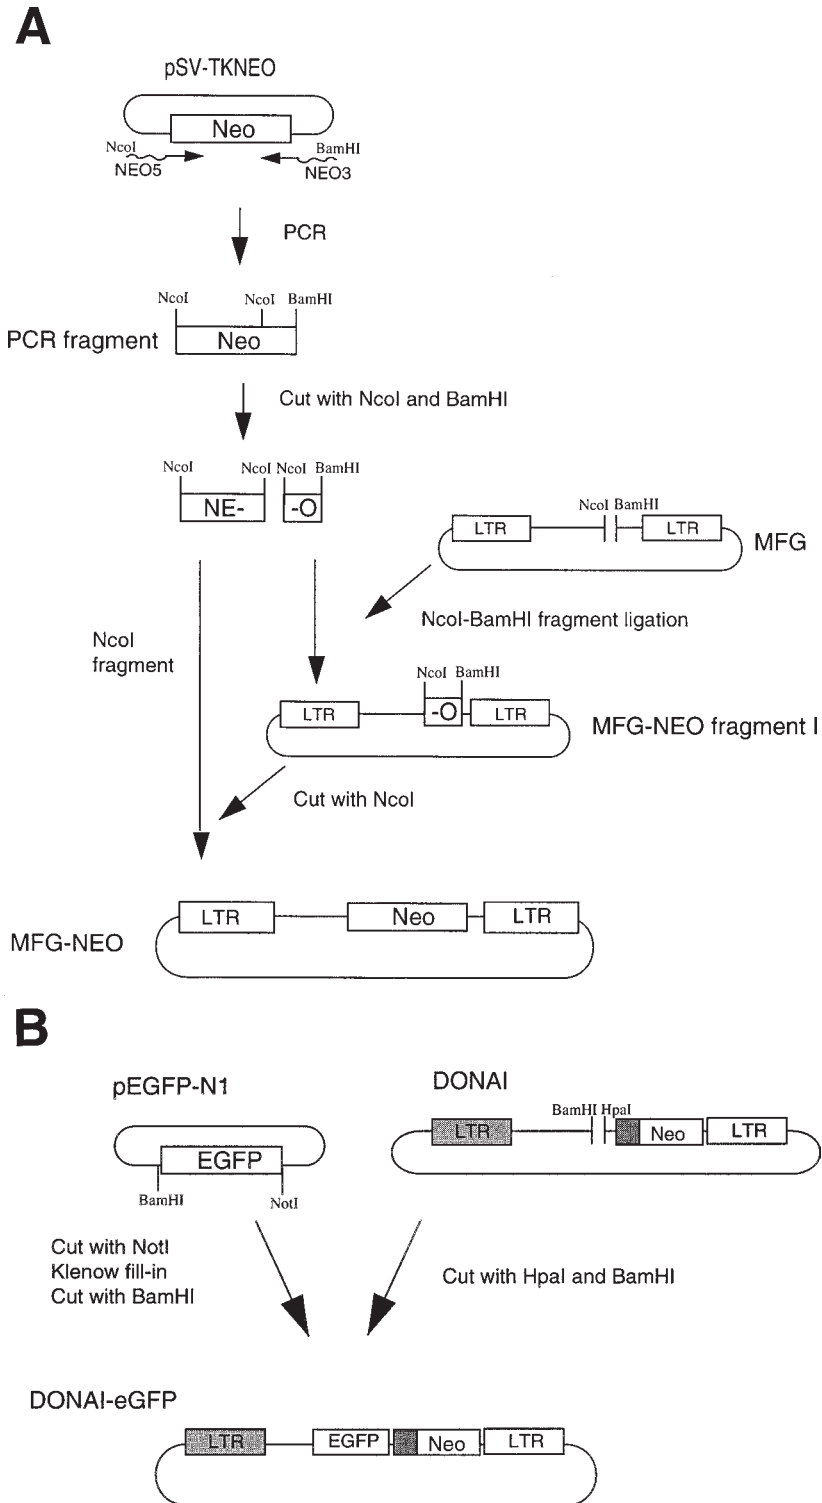 A
pSV-TKNEO
Neo
NcoI
BamHI
NEO5
NEO3
PCR
NcoI
NcoI
BamHI
PCR fragment
Neo
Cut with NcoI and BamHI
NcoI
NcoI
NcoI
BamHI
NE-
-O
NcoI
BamHI
LTR
LTR
MFG
NcoI-BamHI fragment ligation
NcoI
fragment
NcoI
BamHI
LTR
-O
LTR
MFG-NEO fragment I
Cut with NcoI
LTR
Neo
LTR
MFG-NEO
B
pEGFP-N1
DONAI
BamHI
HpaI
LTR
Neo
LTR
EGFP
BamHI
NotI
Cut with NotI
Klenow fill-in
Cut with BamHI
Cut with HpaI and BamHI
DONAI-eGFP
LTR
EGFP
Neo
LTR